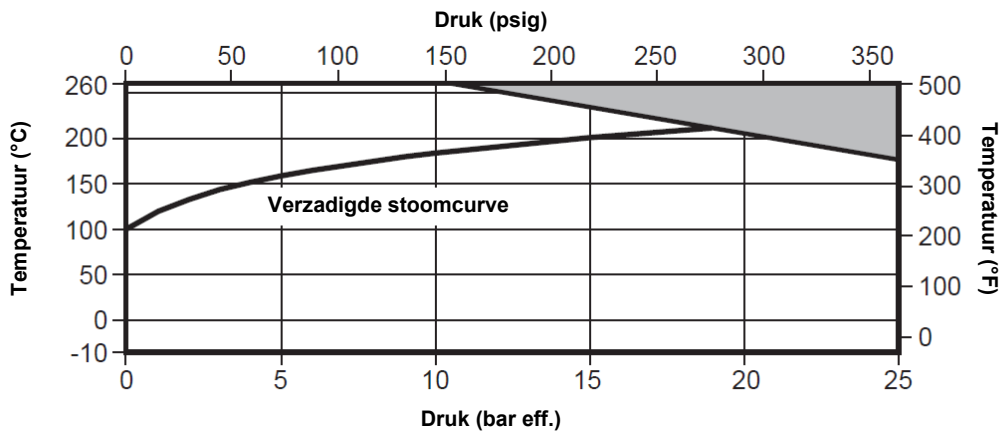 Druk (psig)
0 50 100 150 200 250 300 350
260 500
200 400
150 300
100 200
50 100
0 0
-10
Temperatuur (°C)
Temperatuur (°F)
Verzadigde stoomcurve
0 5 10 15 20 25
Druk (bar eff.)